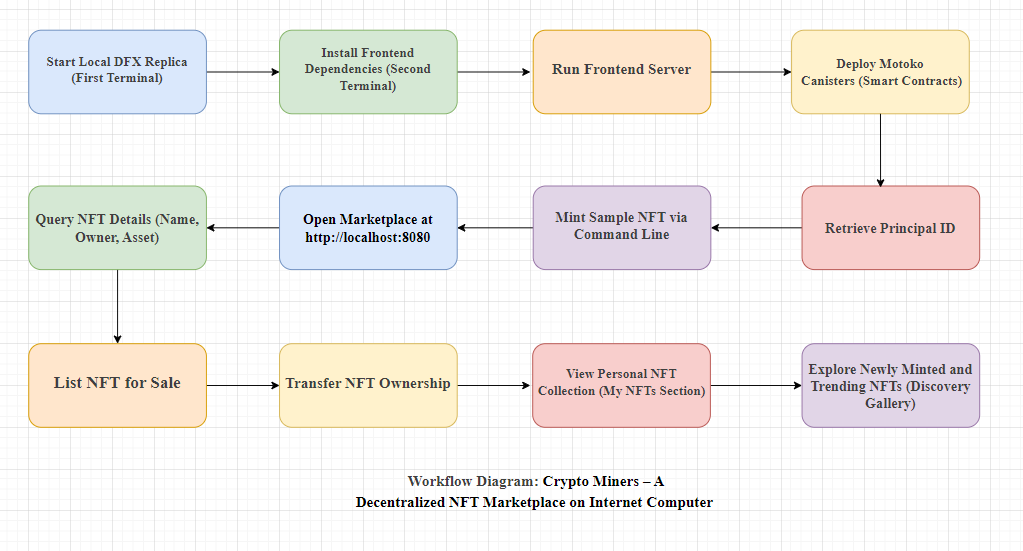 Start Local DFX Replica
(First Terminal)
Install Frontend
Dependencies (Second
Terminal)
Run Frontend Server
Deploy Motoko
Canisters (Smart Contracts)
Query NFT Details (Name,
Owner, Asset)
Open Marketplace at
http://localhost:8080
Mint Sample NFT via
Command Line
Retrieve Principal ID
List NFT for Sale
Transfer NFT Ownership
View Personal NFT
Collection (My NFTs Section)
Explore Newly Minted and
Trending NFTs (Discovery
Gallery)
Workflow Diagram: Crypto Miners – A
Decentralized NFT Marketplace on Internet Computer